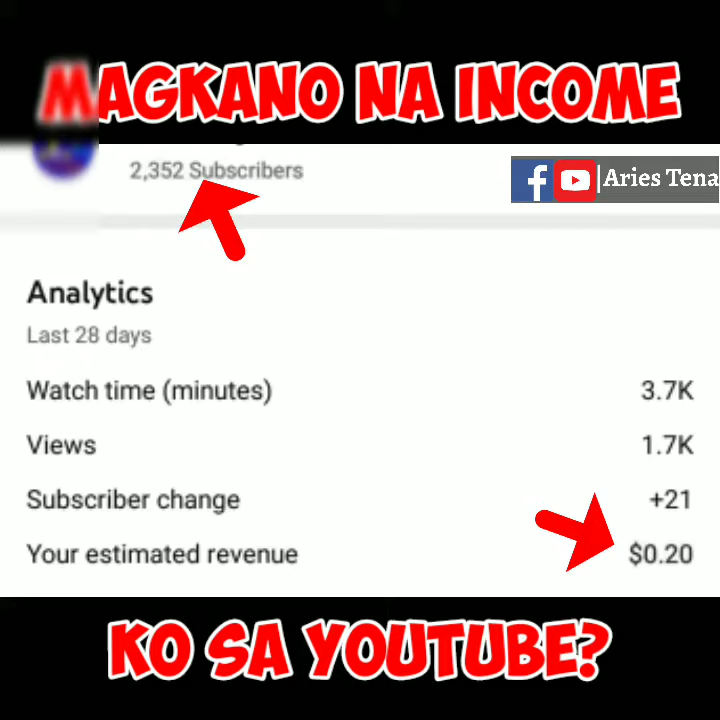 MAGKANO NA INCOME
2,352 Subscribers
f | Aries Tena
Analytics
Last 28 days
Watch time (minutes) 3.7K
Views 1.7K
Subscriber change +21
Your estimated revenue $0.20
KO SA YOUTUBE?